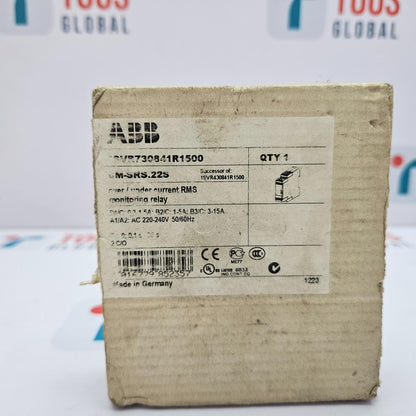 TOOS
GLOBAL
GLOBAL
ABB
1SVR730841R1500
QTY 1
CM-SRS.22S
Successor of:
1SVR430841R1500
over / under current RMS
monitoring relay
B1/C: 0,3-1,5A; B2/C: 1-5A; B3/C: 3-15A
A1/A2: AC 220-240V 50/60Hz
2 C/O
Made in Germany
1223